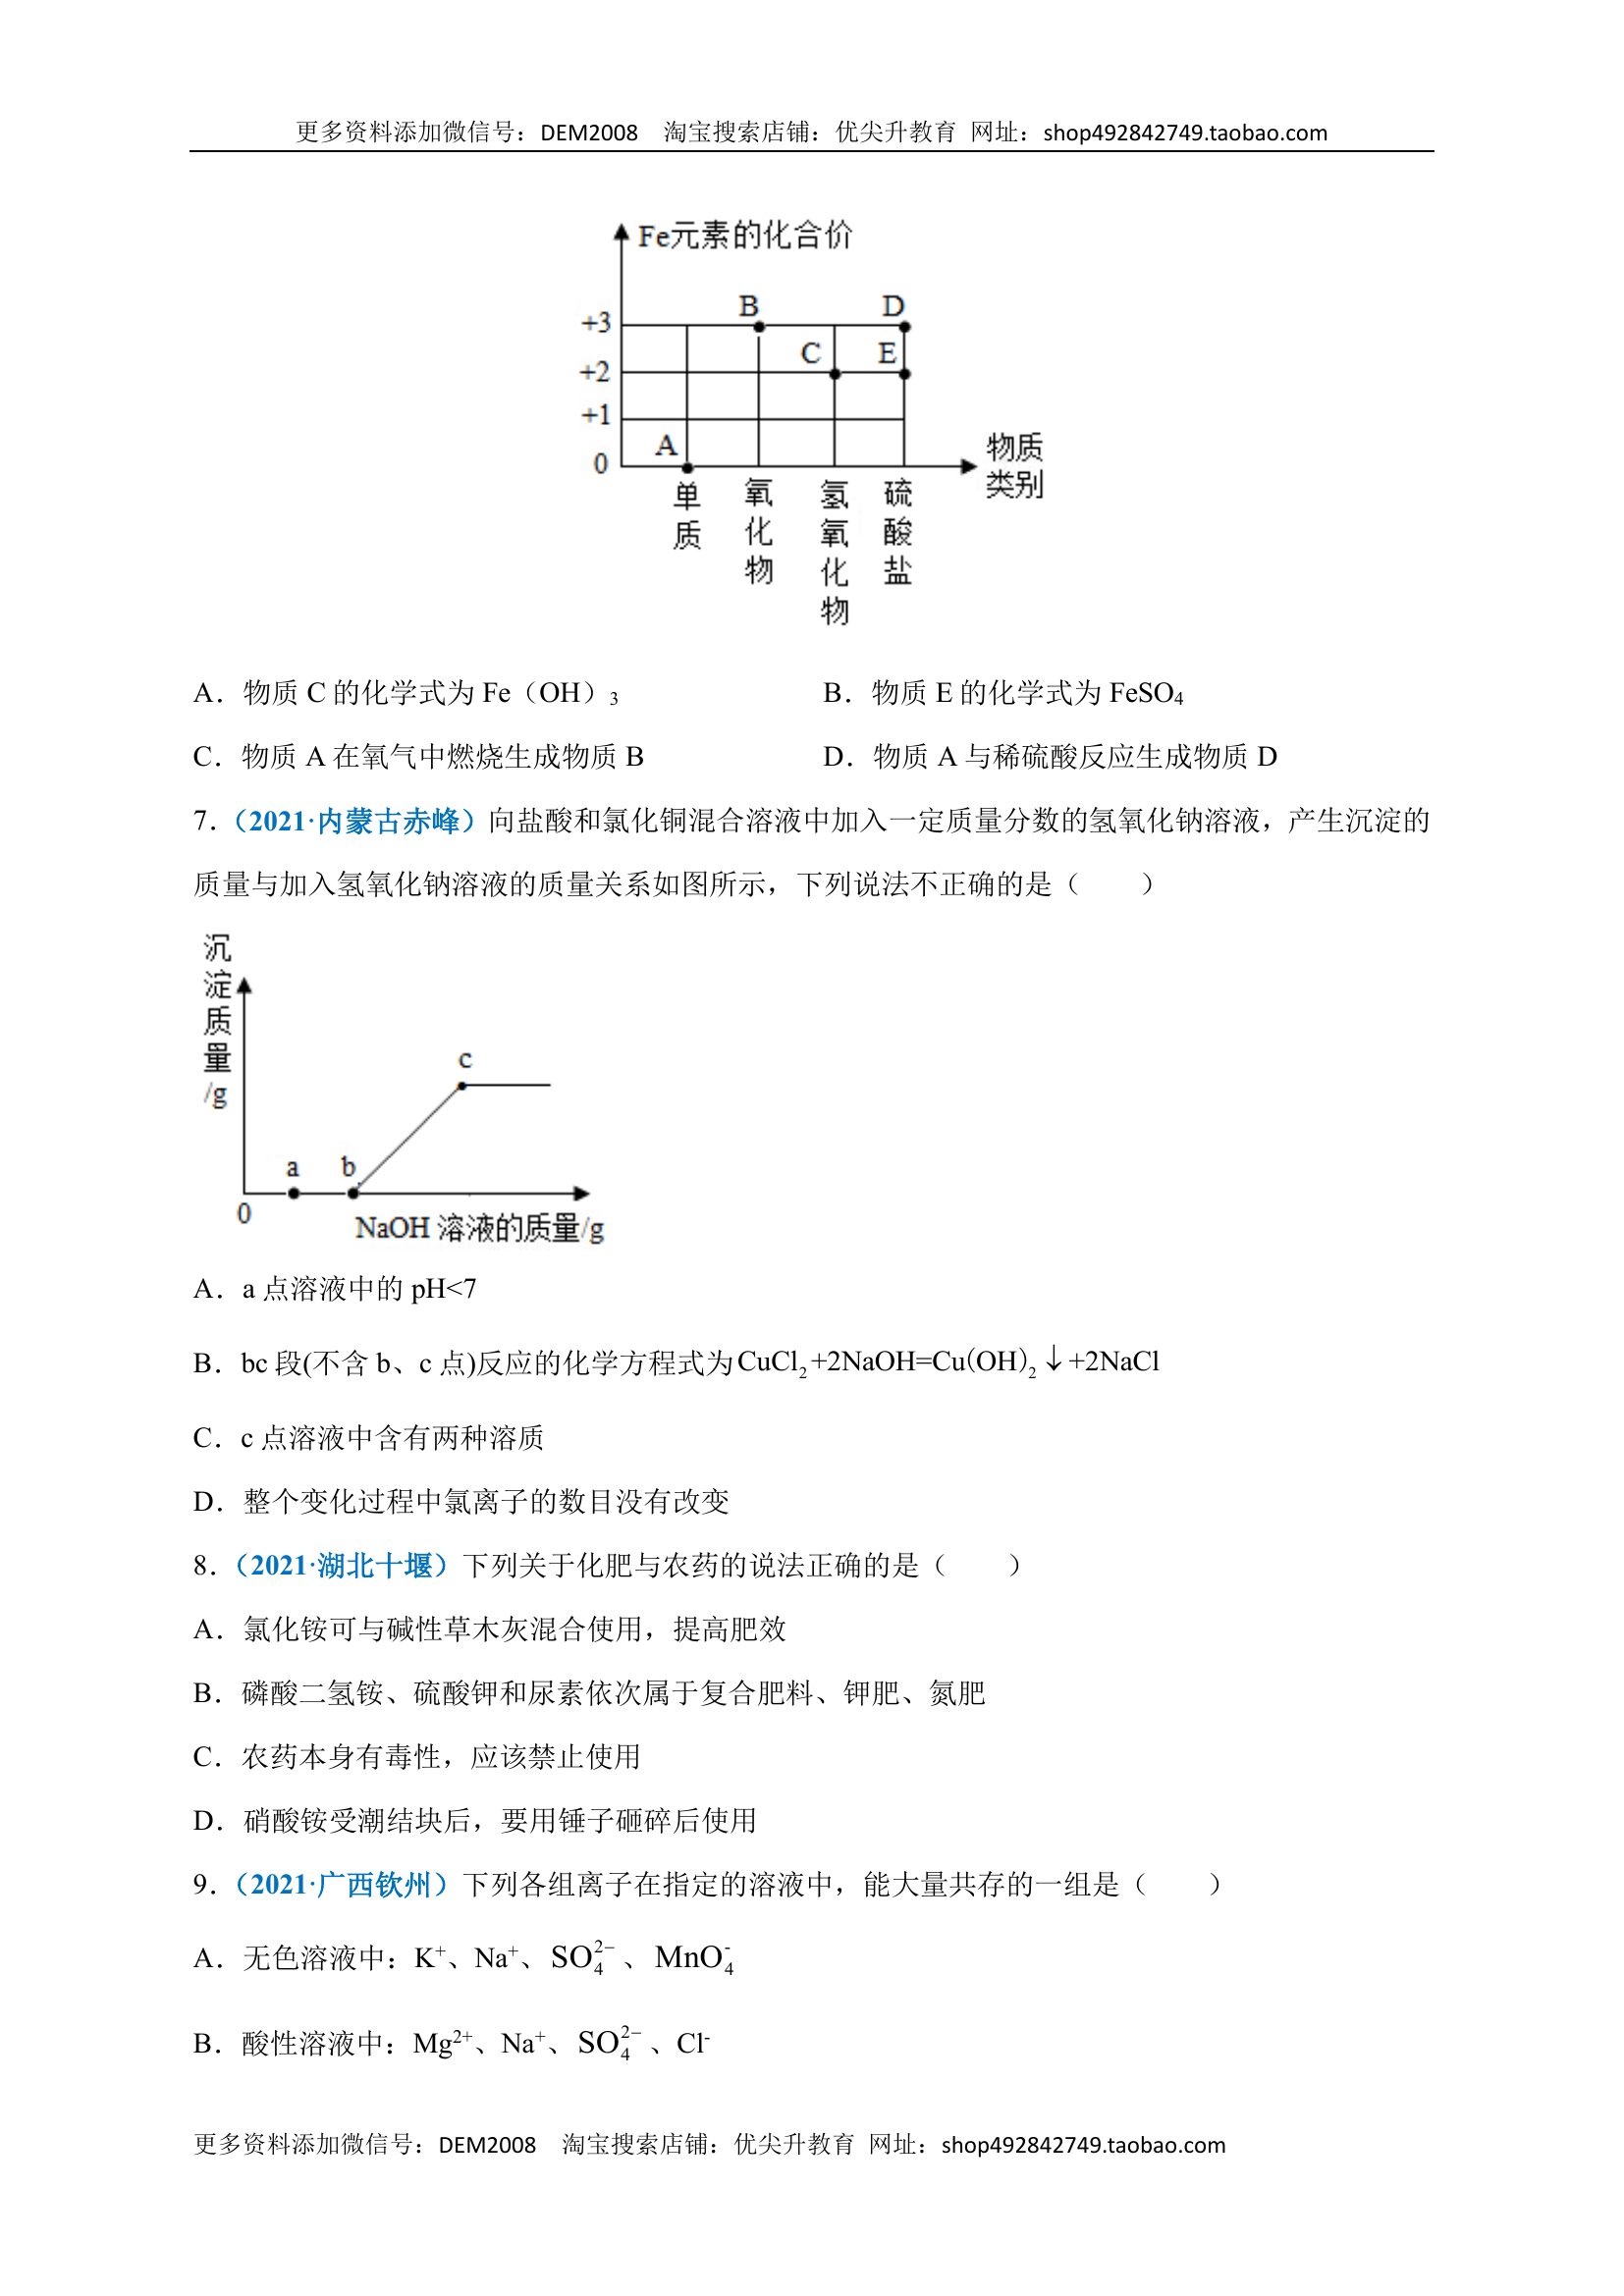 更多资料添加微信号：DEM2008  淘宝搜索店铺：优尖升教育 网址：shop492842749.taobao.com
Fe元素的化合价
B D
+3
C E
+2
+1
A
0
物质
类别
单质
氧化物
氢氧化物
硫酸盐
A．物质 C 的化学式为 Fe（OH）₃ B．物质 E 的化学式为 FeSO₄
C．物质 A 在氧气中燃烧生成物质 B D．物质 A 与稀硫酸反应生成物质 D
7.（2021·内蒙古赤峰）向盐酸和氯化铜混合溶液中加入一定质量分数的氢氧化钠溶液，产生沉淀的
质量与加入氢氧化钠溶液的质量关系如图所示，下列说法不正确的是（  ）
沉淀质量/g
c
a b
0
NaOH 溶液的质量/g
A．a 点溶液中的 pH<7
B．bc 段(不含 b、c 点)反应的化学方程式为CuCl₂+2NaOH=Cu(OH)₂↓+2NaCl
C．c 点溶液中含有两种溶质
D．整个变化过程中氯离子的数目没有改变
8.（2021·湖北十堰）下列关于化肥与农药的说法正确的是（  ）
A．氯化铵可与碱性草木灰混合使用，提高肥效
B．磷酸二氢铵、硫酸钾和尿素依次属于复合肥料、钾肥、氮肥
C．农药本身有毒性，应该禁止使用
D．硝酸铵受潮结块后，要用锤子砸碎后使用
9.（2021·广西钦州）下列各组离子在指定的溶液中，能大量共存的一组是（  ）
A．无色溶液中：K⁺、Na⁺、SO₄²⁻、MnO₄⁻
B．酸性溶液中：Mg²⁺、Na⁺、SO₄²⁻、Cl⁻
更多资料添加微信号：DEM2008  淘宝搜索店铺：优尖升教育 网址：shop492842749.taobao.com